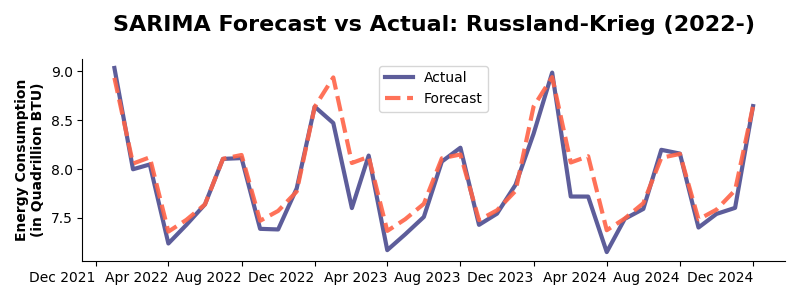 SARIMA Forecast vs Actual: Russland-Krieg (2022-)
Energy Consumption
(in Quadrillion BTU)
9.0
8.5
8.0
7.5
Actual
Forecast
Dec 2021 Apr 2022 Aug 2022 Dec 2022 Apr 2023 Aug 2023 Dec 2023 Apr 2024 Aug 2024 Dec 2024